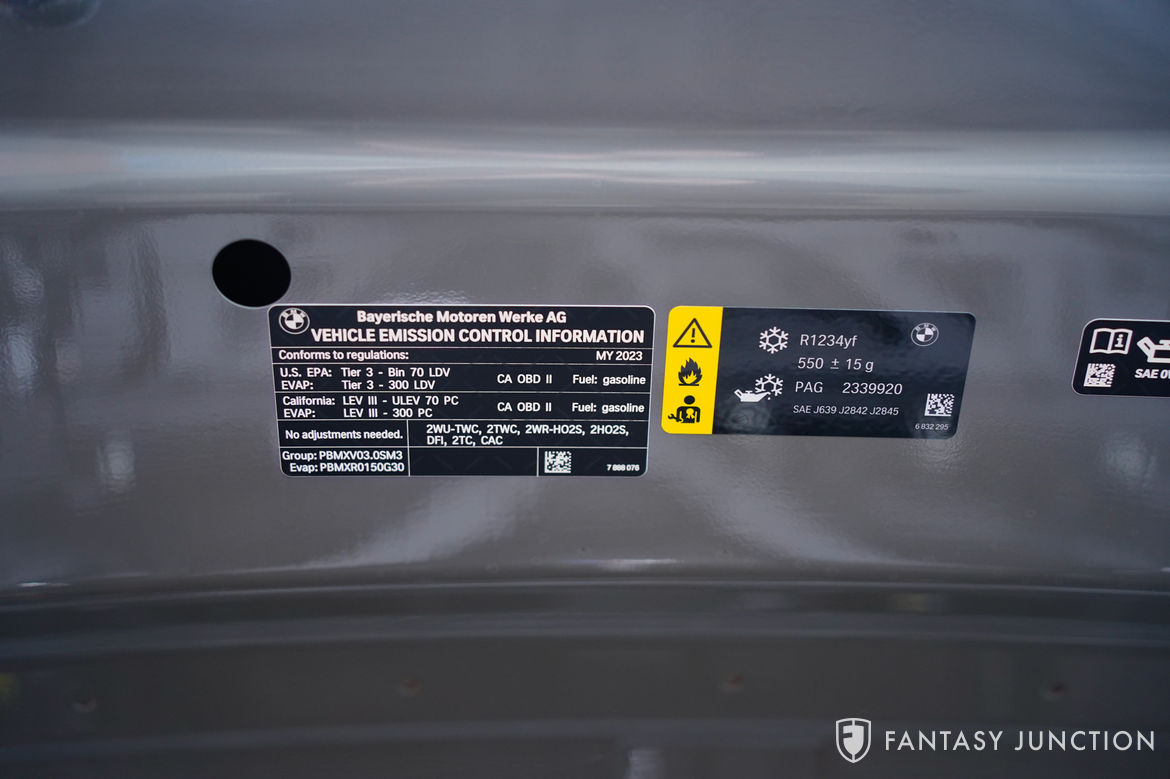 Bayerische Motoren Werke AG
VEHICLE EMISSION CONTROL INFORMATION
Conforms to regulations: MY 2023
U.S. EPA: Tier 3 - Bin 70 LDV
EVAP: Tier 3 - 300 LDV
CA OBD II Fuel: gasoline
California: LEV III - ULEV 70 PC
EVAP: LEV III - 300 PC
CA OBD II Fuel: gasoline
No adjustments needed.
2WU-TWC, 2TWC, 2WR-HO2S, 2HO2S,
DFI, 2TC, CAC
Group: PBMXV03.0SM3
Evap: PBMXR0150G30
7 888 076
R1234yf
550 ± 15 g
PAG 2339920
SAE J639 J2842 J2845
6 832 295
FANTASY JUNCTION